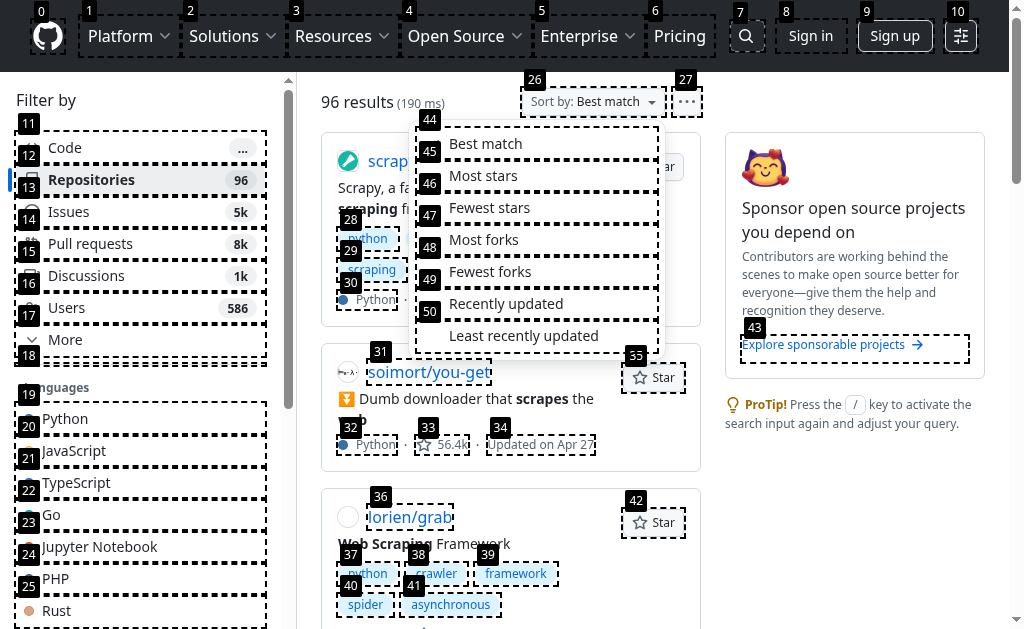 0 1 2 3 4 5 6 7 8 9 10
Platform Solutions Resources Open Source Enterprise Pricing Sign in Sign up
Filter by
11
12 Code ...
13 Repositories 96
14 Issues 5k
15 Pull requests 8k
16 Discussions 1k
17 Users 586
More
18
19
20 Python
21 JavaScript
22 TypeScript
23 Go
24 Jupyter Notebook
25 PHP
Rust
26 27
96 results (190 ms) Sort by: Best match
44
45 Best match
46 Most stars
47 Fewest stars
48 Most forks
49 Fewest forks
50 Recently updated
Least recently updated
Scrapy, a
scraping
28
python
29
scraping
30
Python ·
31 35
soimort/you-get Star
Dumb downloader that scrapes the
32 33 34
Python · 56.4k · Updated on Apr 27
36 42
lorien/grab Star
Web Scraping Framework
37 38 39
python crawler framework
40 41
spider asynchronous
Sponsor open source projects
you depend on
Contributors are working behind the
scenes to make open source better for
everyone—give them the help and
recognition they deserve.
43
Explore sponsorable projects
ProTip! Press the / key to activate the
search input again and adjust your query.